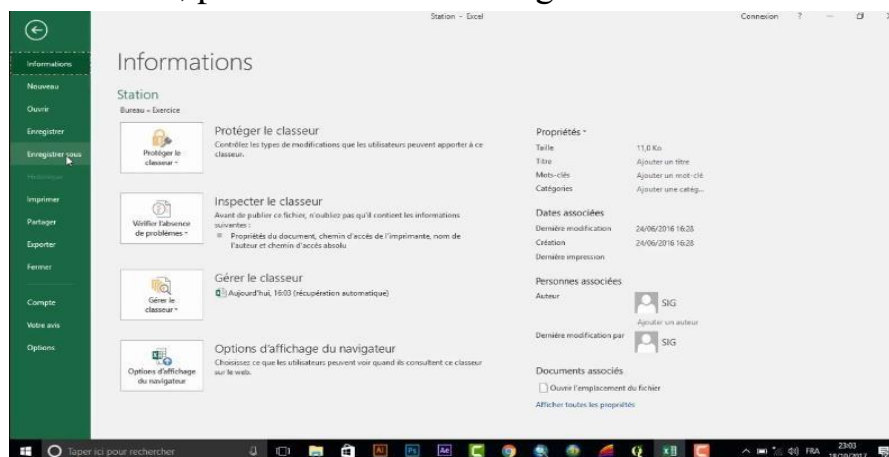 Station - Excel
Connexion ?
Informations
Nouveau
Ouvrir
Enregistrer
Enregistrer sous
Historique
Imprimer
Partager
Exporter
Fermer
Compte
Votre avis
Options
Informations
Station
Bureau » Exercice
Protéger le classeur
Protéger le classeur
Contrôlez les types de modifications que les utilisateurs peuvent apporter à ce
classeur.
Vérifier l'absence
de problèmes
Inspecter le classeur
Avant de publier ce fichier, n'oubliez pas qu'il contient les informations
suivantes :
Propriétés du document, chemin d'accès de l'imprimante, nom de
l'auteur et chemin d'accès absolu
Gérer le
classeur
Gérer le classeur
Aujourd'hui, 16:03 (récupération automatique)
Options d'affichage
du navigateur
Options d'affichage du navigateur
Choisissez ce que les utilisateurs peuvent voir quand ils consultent ce classeur
sur le web.
Propriétés
Taille 11,0 Ko
Titre Ajouter un titre
Mots-clés Ajouter un mot-clé
Catégories Ajouter une catég...
Dates associées
Dernière modification 24/06/2016 16:28
Création 24/06/2016 16:28
Dernière impression
Personnes associées
Auteur SIG
Ajouter un auteur
Dernière modification par SIG
Documents associés
Ouvrir l'emplacement du fichier
Afficher toutes les propriétés
Taper ici pour rechercher
FRA
23:03
18/10/2017